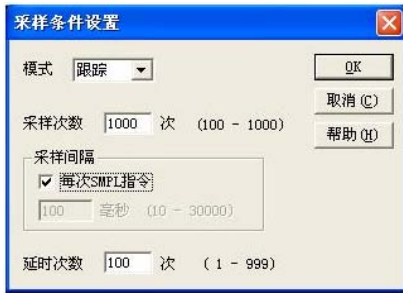 采样条件设置
模式 跟踪 OK
取消(C)
采样次数 1000 次 (100 - 1000) 帮助(H)
采样间隔
每次SMPL指令
100 毫秒 (10 - 30000)
延时次数 100 次 (1 - 999)